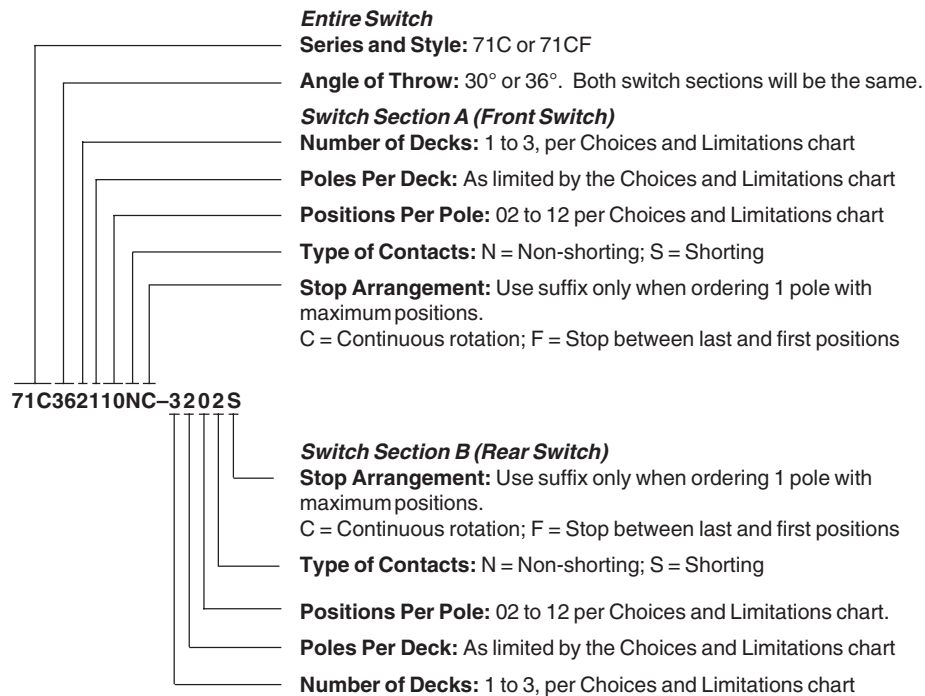 Entire Switch
Series and Style: 71C or 71CF
Angle of Throw: 30° or 36°. Both switch sections will be the same.
Switch Section A (Front Switch)
Number of Decks: 1 to 3, per Choices and Limitations chart
Poles Per Deck: As limited by the Choices and Limitations chart
Positions Per Pole: 02 to 12 per Choices and Limitations chart
Type of Contacts: N = Non-shorting; S = Shorting
Stop Arrangement: Use suffix only when ordering 1 pole with
maximum positions.
C = Continuous rotation; F = Stop between last and first positions
71C362110NC–3202S
Switch Section B (Rear Switch)
Stop Arrangement: Use suffix only when ordering 1 pole with
maximum positions.
C = Continuous rotation; F = Stop between last and first positions
Type of Contacts: N = Non-shorting; S = Shorting
Positions Per Pole: 02 to 12 per Choices and Limitations chart.
Poles Per Deck: As limited by the Choices and Limitations chart
Number of Decks: 1 to 3, per Choices and Limitations chart